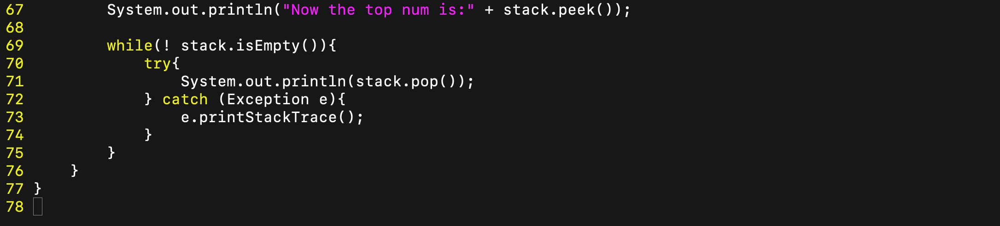 67         System.out.println("Now the top num is:" + stack.peek());
68
69         while(! stack.isEmpty()){
70             try{
71                 System.out.println(stack.pop());
72             } catch (Exception e){
73                 e.printStackTrace();
74             }
75         }
76     }
77 }
78